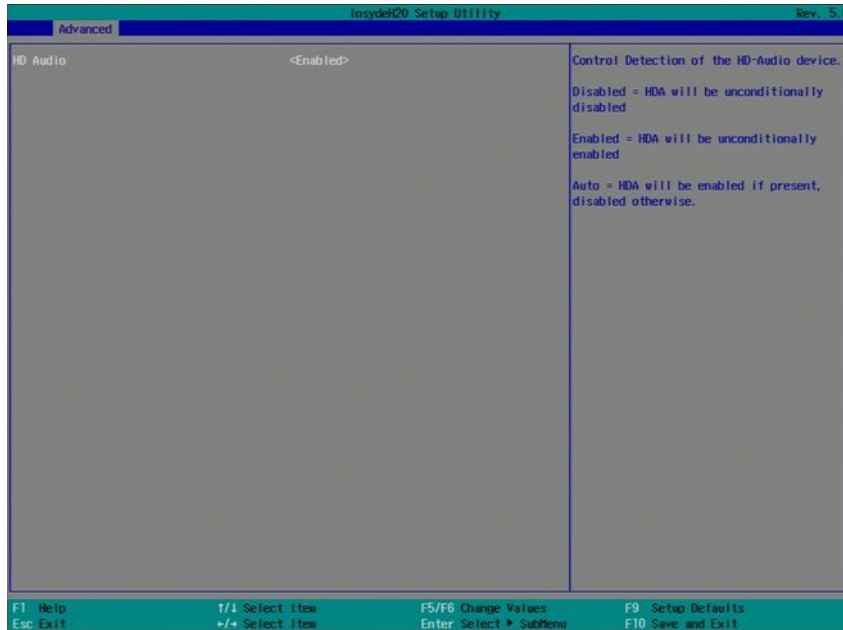 InsydeH20 Setup Utility Rev. 5.
Advanced
HD Audio <Enabled>
Control Detection of the HD-Audio device.
Disabled = HDA will be unconditionally
disabled
Enabled = HDA will be unconditionally
enabled
Auto = HDA will be enabled if present,
disabled otherwise.
F1 Help ↑/↓ Select Item F5/F6 Change Values F9 Setup Defaults
Esc Exit ←/→ Select Item Enter Select ▶ SubMenu F10 Save and Exit